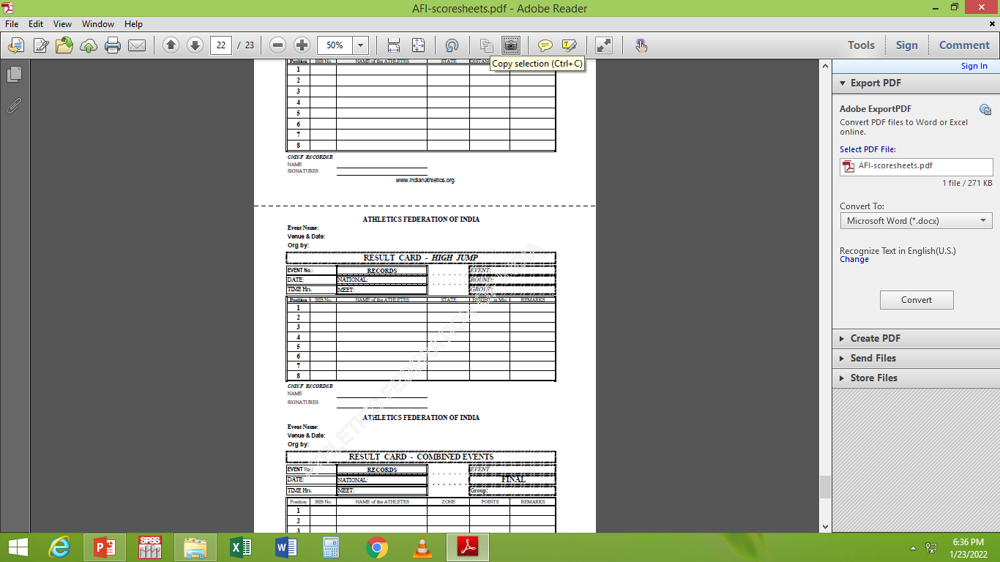 AFI-scoresheets.pdf - Adobe Reader
File Edit View Window Help
22 / 23 50% Tools Sign Comment
Copy selection (Ctrl+C)
Sign In
Export PDF
Adobe ExportPDF
Convert PDF files to Word or Excel
online.
Select PDF File:
AFI-scoresheets.pdf
1 file / 271 KB
Convert To:
Microsoft Word (*.docx)
Recognize Text in English(U.S.)
Change
Convert
Create PDF
Send Files
Store Files
Position BIB No. NAME of the ATHLETES STATE
1
2
3
4
5
6
7
8
CHIEF RECORDER
NAME
SIGNATURES
www.indianathletics.org
ATHLETICS FEDERATION OF INDIA
Event Name:
Venue & Date:
Org by:
RESULT CARD - HIGH JUMP
EVENT No.: RECORDS EVENT:
DATE: NATIONAL: ROUND:
TIME Hrs. MEET: GROUP:
Position BIB No. NAME of the ATHLETES STATE in Mts. REMARKS
1
2
3
4
5
6
7
8
CHIEF RECORDER
NAME
SIGNATURES
ATHLETICS FEDERATION OF INDIA
ATHLETICS FEDERATION OF INDIA
Event Name:
Venue & Date:
Org by:
RESULT CARD - COMBINED EVENTS
EVENT No.: RECORDS EVENT
DATE: NATIONAL: FINAL
TIME Hrs. MEET: Group:
Position BIB No. NAME of the ATHLETES ZONE POINTS REMARKS
1
2
3
SPSS
6:36 PM
1/23/2022